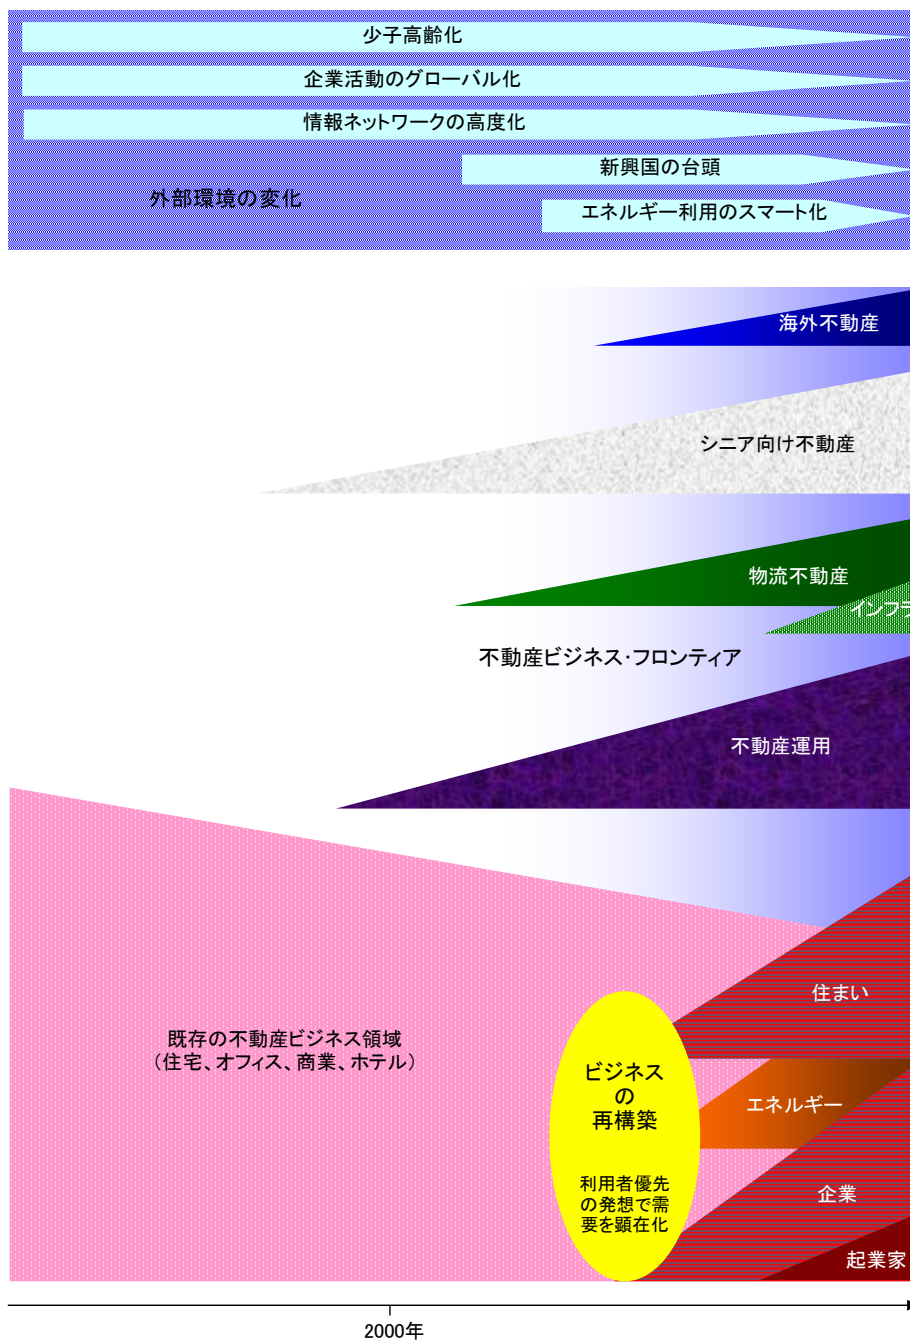 少子高齢化
企業活動のグローバル化
情報ネットワークの高度化
新興国の台頭
外部環境の変化
エネルギー利用のスマート化
海外不動産
シニア向け不動産
物流不動産
インフラ
不動産ビジネス･フロンティア
不動産運用
住まい
既存の不動産ビジネス領域
（住宅、オフィス、商業、ホテル）
ビジネス
の
再構築
エネルギー
利用者優先
の発想で需
要を顕在化
企業
起業家
2000年